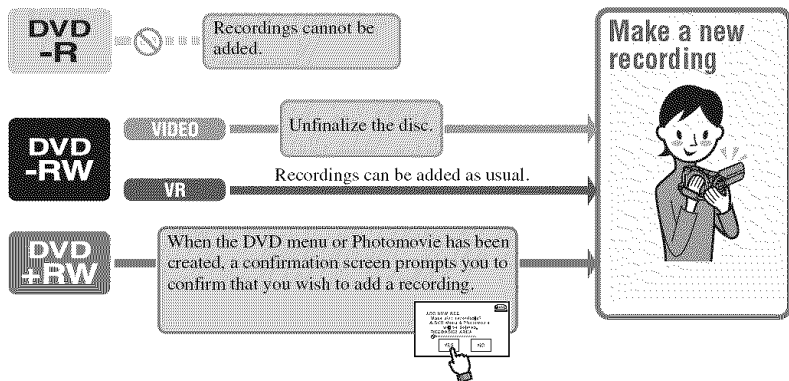 DVD
-R
Recordings cannot be
added.
Make a new
recording
DVD
-RW
VIDEO
Unfinalize the disc.
VR
Recordings can be added as usual.
DVD
+RW
When the DVD menu or Photomovie has been
created, a confirmation screen prompts you to
confirm that you wish to add a recording.